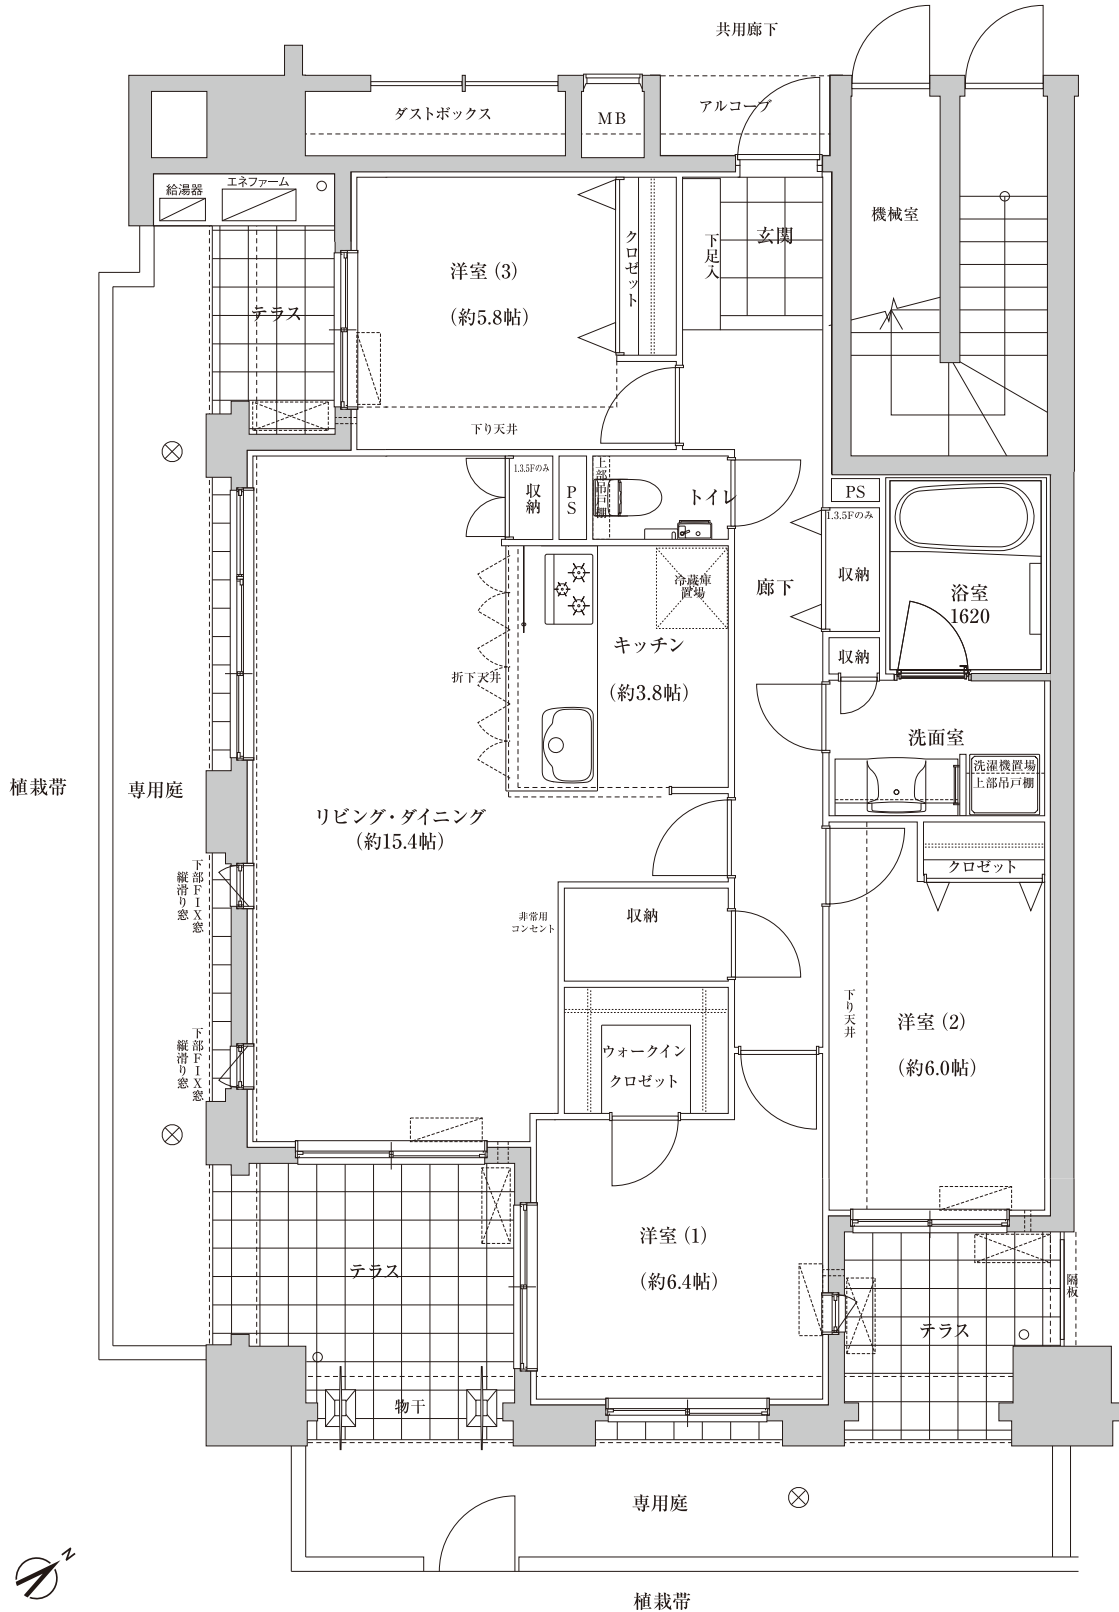 共用廊下
ダストボックス
MB
アルコーブ
給湯器
エネファーム
機械室
玄関
下足入
クロゼット
洋室（3）
（約5.8帖）
テラス
下り天井
1.3.5Fのみ
収納
PS
上部吊戸棚
トイレ
PS
1.3.5Fのみ
収納
浴室
1620
冷蔵庫
置場
廊下
キッチン
（約3.8帖）
収納
折下天井
洗面室
洗濯機置場
上部吊戸棚
植栽帯
専用庭
リビング・ダイニング
（約15.4帖）
クロゼット
下部FIX窓
縦滑り窓
非常用
コンセント
収納
下り天井
洋室（2）
（約6.0帖）
ウォークイン
クロゼット
下部FIX窓
縦滑り窓
洋室（1）
（約6.4帖）
テラス
隔板
テラス
物干
専用庭
植栽帯
N